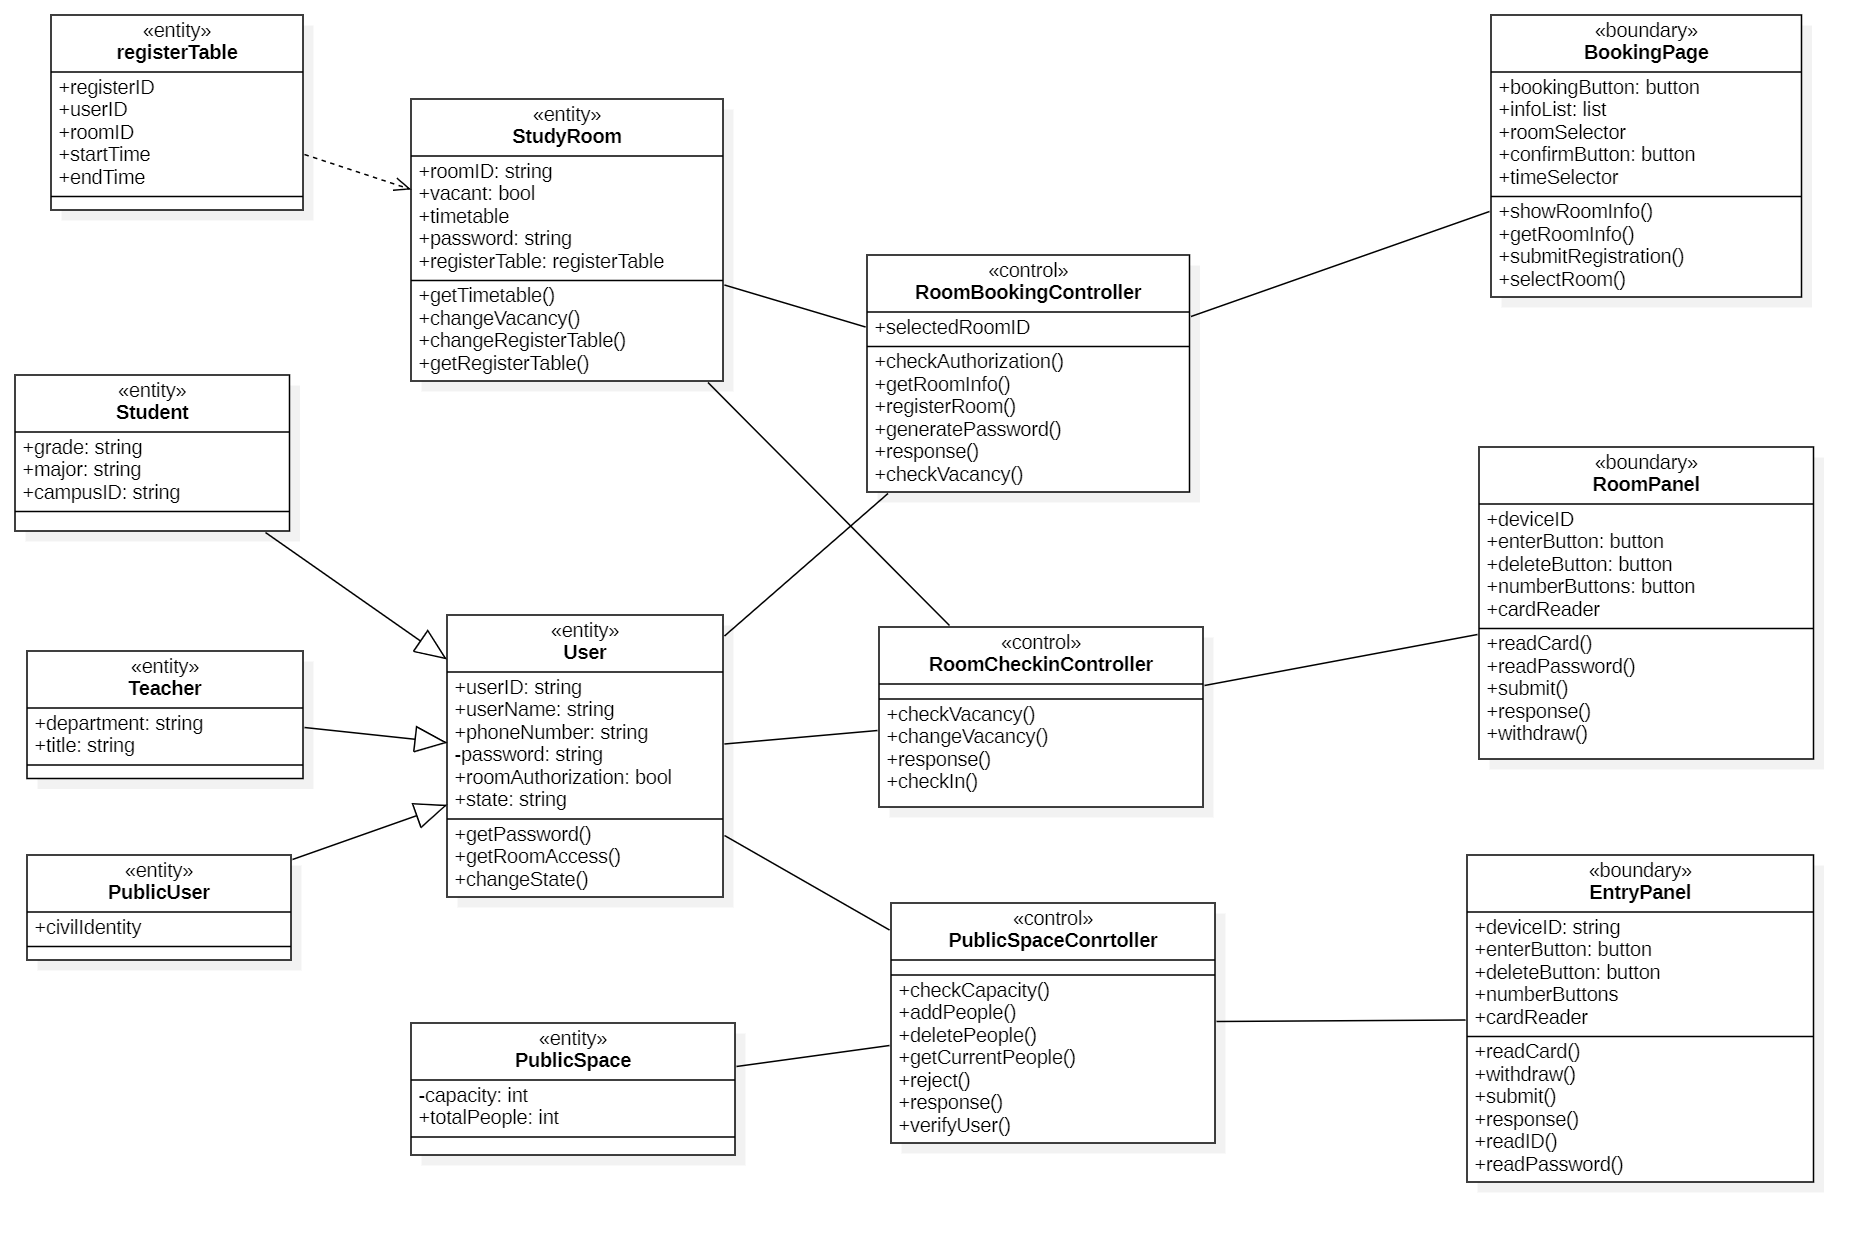 «entity»
registerTable
+registerID
+userID
+roomID
+startTime
+endTime
«entity»
StudyRoom
+roomID: string
+vacant: bool
+timetable
+password: string
+registerTable: registerTable
+getTimetable()
+changeVacancy()
+changeRegisterTable()
+getRegisterTable()
«boundary»
BookingPage
+bookingButton: button
+infoList: list
+roomSelector
+confirmButton: button
+timeSelector
+showRoomInfo()
+getRoomInfo()
+submitRegistration()
+selectRoom()
«control»
RoomBookingController
+selectedRoomID
+checkAuthorization()
+getRoomInfo()
+registerRoom()
+generatePassword()
+response()
+checkVacancy()
«entity»
Student
+grade: string
+major: string
+campusID: string
«boundary»
RoomPanel
+deviceID
+enterButton: button
+deleteButton: button
+numberButtons: button
+cardReader
+readCard()
+readPassword()
+submit()
+response()
+withdraw()
«entity»
User
+userID: string
+userName: string
+phoneNumber: string
-password: string
+roomAuthorization: bool
+state: string
+getPassword()
+getRoomAccess()
+changeState()
«control»
RoomCheckinController
+checkVacancy()
+changeVacancy()
+response()
+checkIn()
«entity»
Teacher
+department: string
+title: string
«entity»
PublicUser
+civilIdentity
«boundary»
EntryPanel
+deviceID: string
+enterButton: button
+deleteButton: button
+numberButtons
+cardReader
+readCard()
+withdraw()
+submit()
+response()
+readID()
+readPassword()
«control»
PublicSpaceConrtoller
+checkCapacity()
+addPeople()
+deletePeople()
+getCurrentPeople()
+reject()
+response()
+verifyUser()
«entity»
PublicSpace
-capacity: int
+totalPeople: int